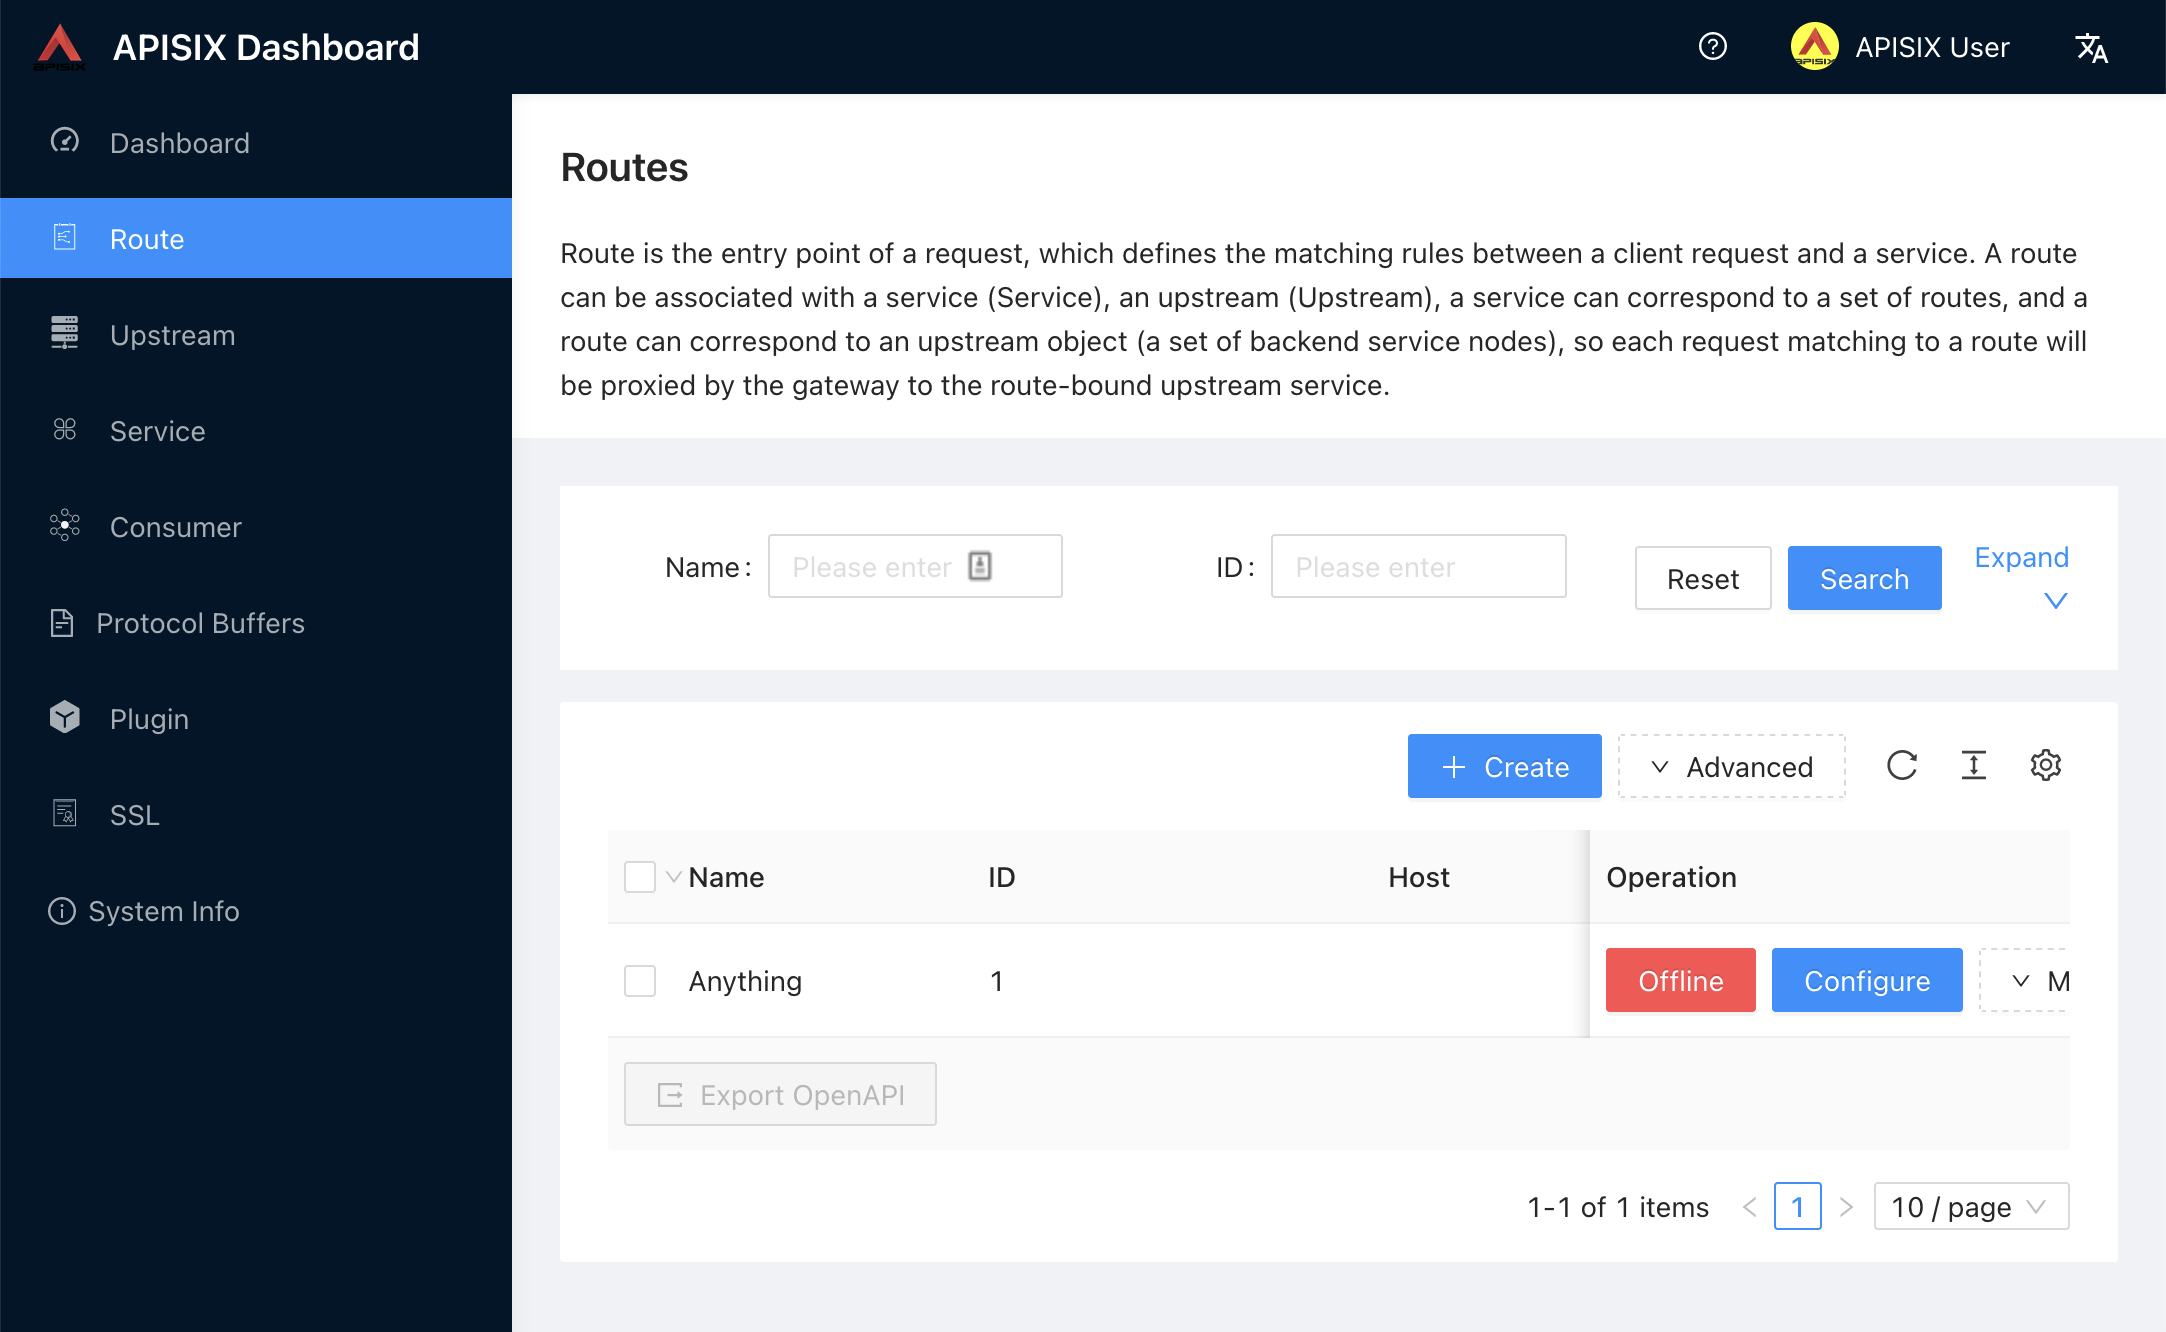 APISIX Dashboard
APISIX User
Dashboard
Route
Upstream
Service
Consumer
Protocol Buffers
Plugin
SSL
System Info
Routes
Route is the entry point of a request, which defines the matching rules between a client request and a service. A route
can be associated with a service (Service), an upstream (Upstream), a service can correspond to a set of routes, and a
route can correspond to an upstream object (a set of backend service nodes), so each request matching to a route will
be proxied by the gateway to the route-bound upstream service.
Name: Please enter ID: Please enter Reset Search Expand
Create Advanced
Name ID Host Operation
Anything 1 Offline Configure M
Export OpenAPI
1-1 of 1 items < 1 > 10 / page